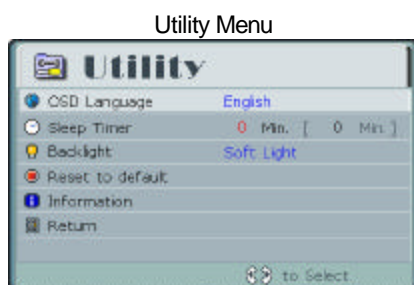 Utility Menu
Utility
OSD Language English
Sleep Timer 0 Min. [ 0 Min. ]
Backlight Soft Light
Reset to default
Information
Return
to Select